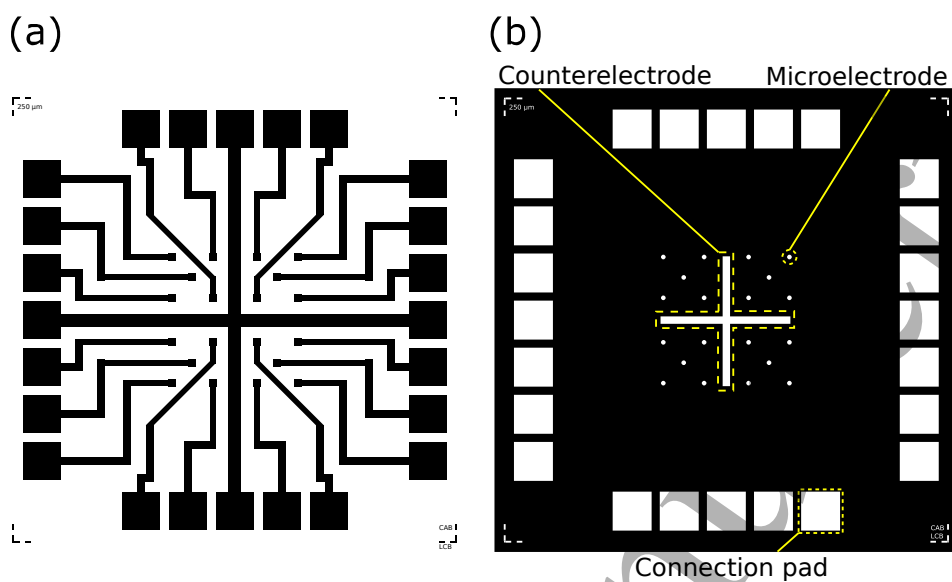 (a)
(b)
Counterelectrode
Microelectrode
250 µm
250 µm
CAB
LCB
CAB
LCB
Connection pad